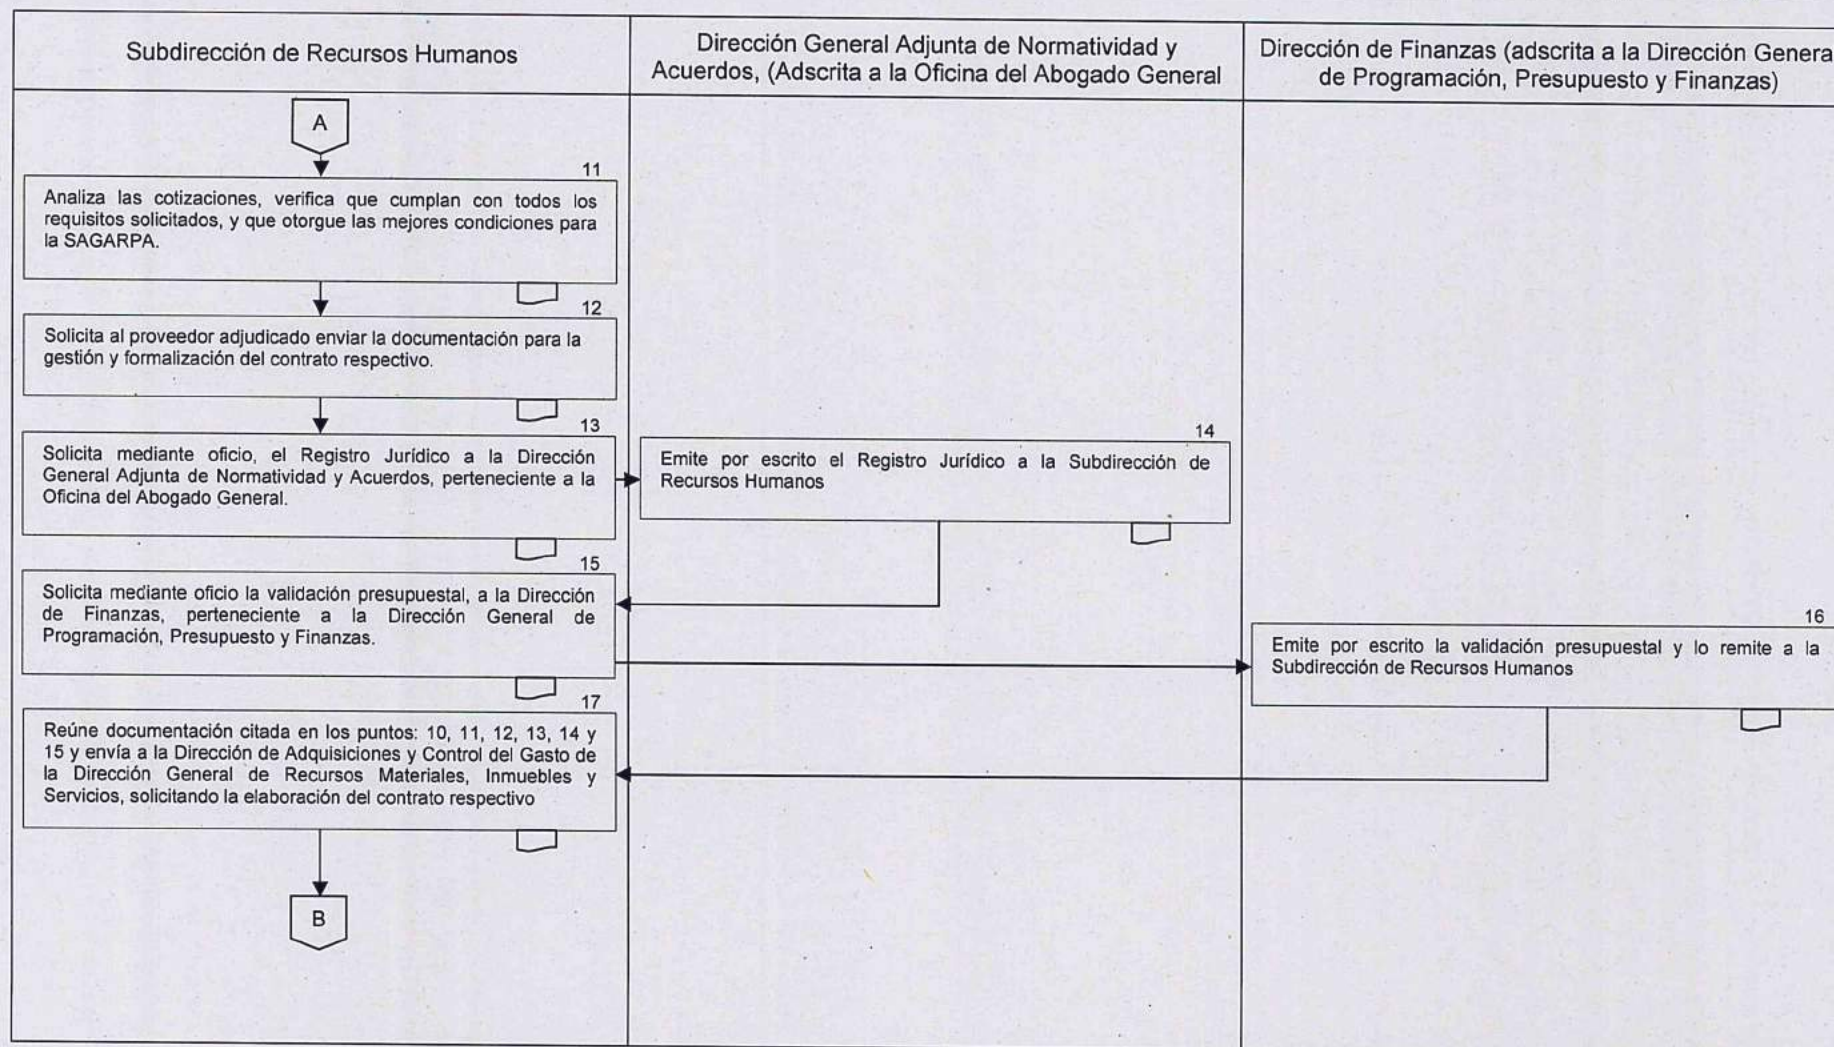 Subdirección de Recursos Humanos
Dirección General Adjunta de Normatividad y
Acuerdos, (Adscrita a la Oficina del Abogado General
Dirección de Finanzas (adscrita a la Dirección Genera
de Programación, Presupuesto y Finanzas)
A
11
Analiza las cotizaciones, verifica que cumplan con todos los
requisitos solicitados, y que otorgue las mejores condiciones para
la SAGARPA.
12
Solicita al proveedor adjudicado enviar la documentación para la
gestión y formalización del contrato respectivo.
13
Solicita mediante oficio, el Registro Jurídico a la Dirección
General Adjunta de Normatividad y Acuerdos, perteneciente a la
Oficina del Abogado General.
14
Emite por escrito el Registro Jurídico a la Subdirección de
Recursos Humanos
15
Solicita mediante oficio la validación presupuestal, a la Dirección
de Finanzas, perteneciente a la Dirección General de
Programación, Presupuesto y Finanzas.
16
Emite por escrito la validación presupuestal y lo remite a la
Subdirección de Recursos Humanos
17
Reúne documentación citada en los puntos: 10, 11, 12, 13, 14 y
15 y envía a la Dirección de Adquisiciones y Control del Gasto de
la Dirección General de Recursos Materiales, Inmuebles y
Servicios, solicitando la elaboración del contrato respectivo
B